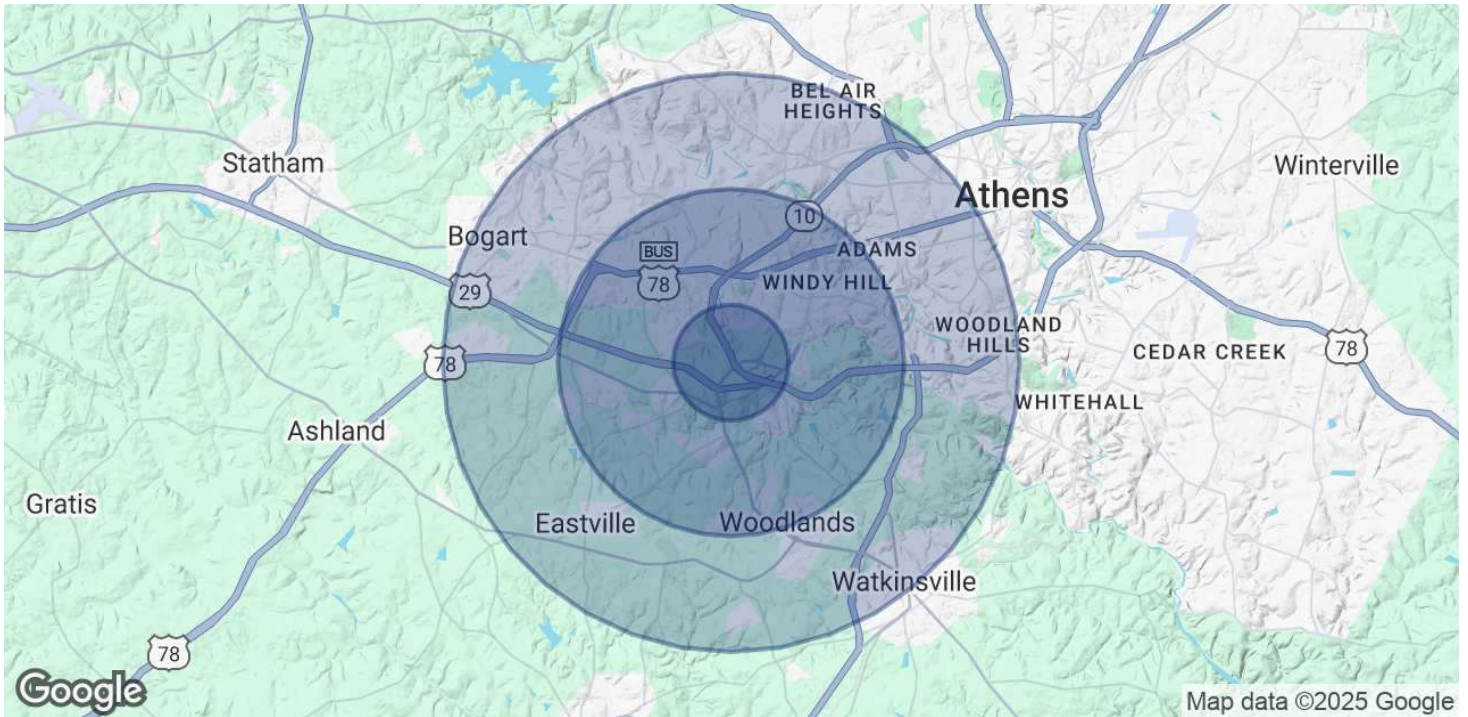 BEL AIR
HEIGHTS
Statham
Winterville
Athens
10
Bogart
BUS
78
ADAMS
29
WINDY HILL
WOODLAND
HILLS
78
CEDAR CREEK
78
WHITEHALL
Ashland
Gratis
Eastville
Woodlands
Watkinsville
78
Google
Map data ©2025 Google